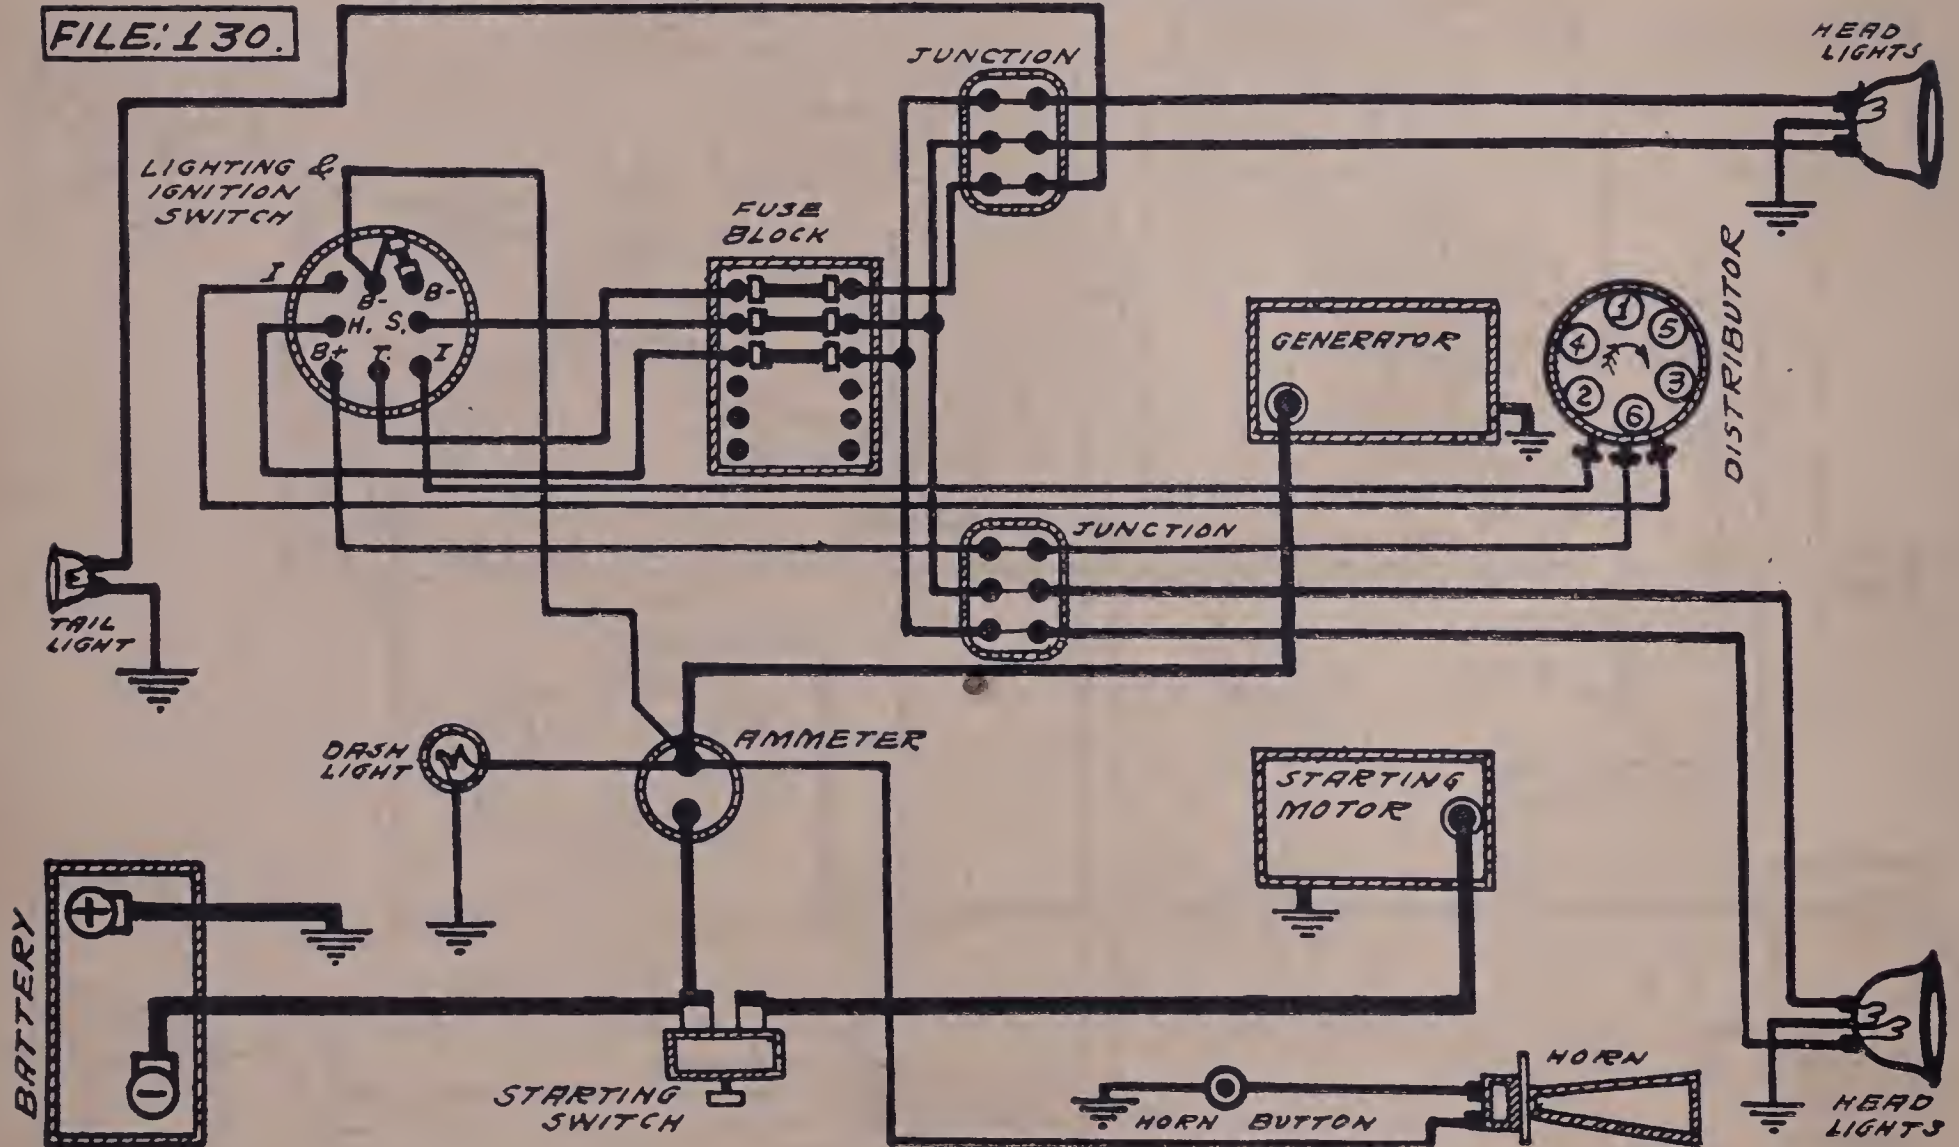 FILE: 130.
HEAD
LIGHTS
JUNCTION
LIGHTING &
IGNITION
SWITCH
FUSE
BLOCK
I
B-
B-
H. S.
B+ T. I
GENERATOR
DISTRIBUTOR
1
5
4
3
2
6
JUNCTION
TAIL
LIGHT
DASH
LIGHT
AMMETER
STARTING
MOTOR
BATTERY
+
-
STARTING
SWITCH
HORN
HORN BUTTON
HEAD
LIGHTS